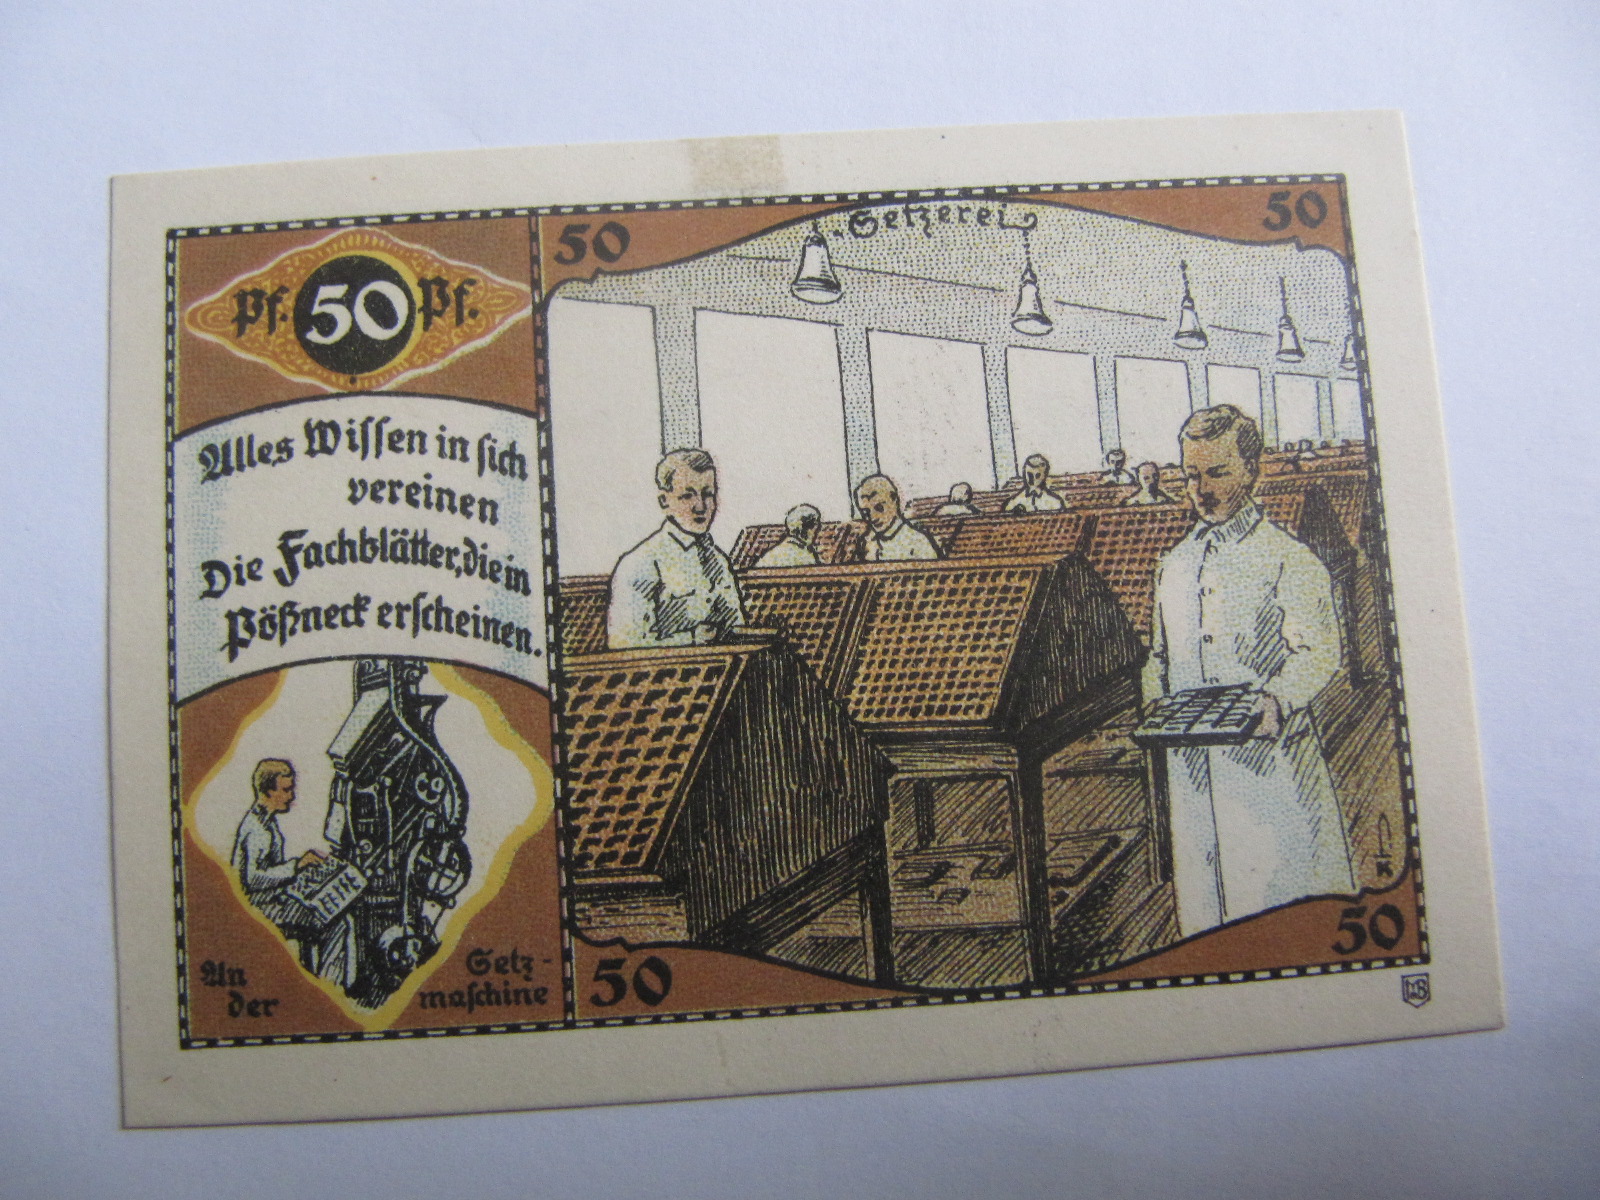 Pf. 50 Pf.
Alles Wissen in sich
vereinen
Die Fachblätter, die in
Pößneck erscheinen.
An der
Setz-
maschine
50
„Setzerei“
50
50
50